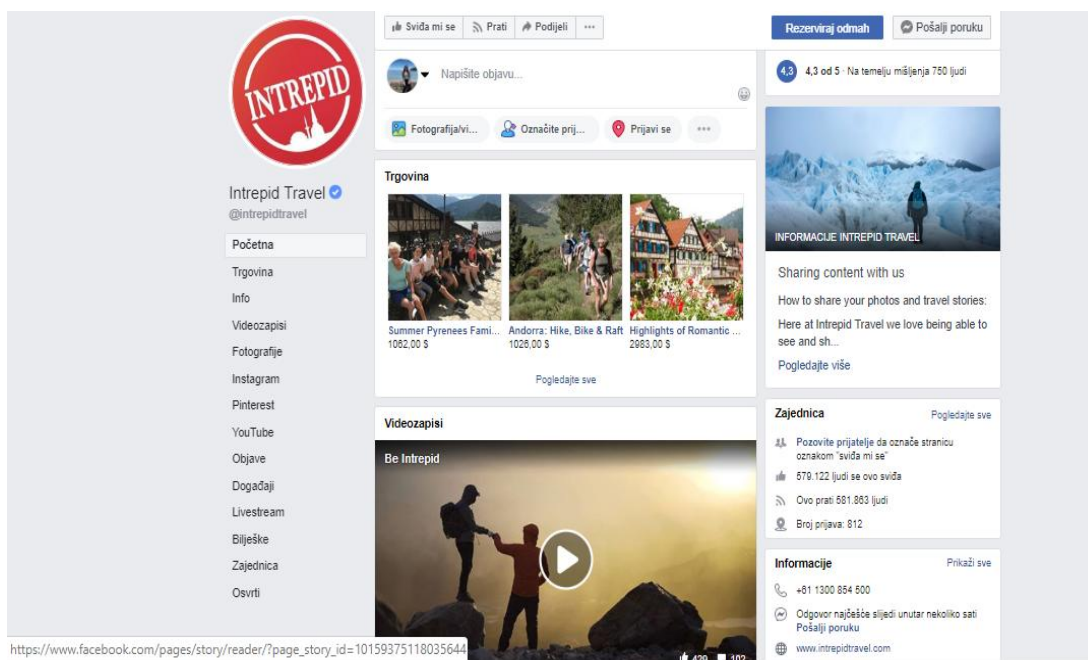 INTREPID
Intrepid Travel
@intrepidtravel
Početna
Trgovina
Info
Videozapisi
Fotografije
Instagram
Pinterest
YouTube
Objave
Događaji
Livestream
Bilješke
Zajednica
Osvrti
Sviđa mi se Prati Podijeli ...
Napišite objavu...
Fotografija/vi... Označite prij... Prijavi se ...
Trgovina
Summer Pyrenees Fami... Andorra: Hike, Bike & Raft Highlights of Romantic ...
1062,00 $ 1026,00 $ 2983,00 $
Pogledajte sve
Videozapisi
Be Intrepid
429 102
Rezerviraj odmah Pošalji poruku
4,3 4,3 od 5 · Na temelju mišljenja 750 ljudi
INFORMACIJE INTREPID TRAVEL
Sharing content with us
How to share your photos and travel stories:
Here at Intrepid Travel we love being able to
see and sh...
Pogledajte više
Zajednica Pogledajte sve
Pozovite prijatelje da označe stranicu
oznakom "sviđa mi se"
579.122 ljudi se ovo sviđa
Ovo prati 581.863 ljudi
Broj prijava: 812
Informacije Prikaži sve
+61 1300 854 500
Odgovor najčešće slijedi unutar nekoliko sati
Pošalji poruku
www.intrepidtravel.com
https://www.facebook.com/pages/story/reader/?page_story_id=10159375118035644